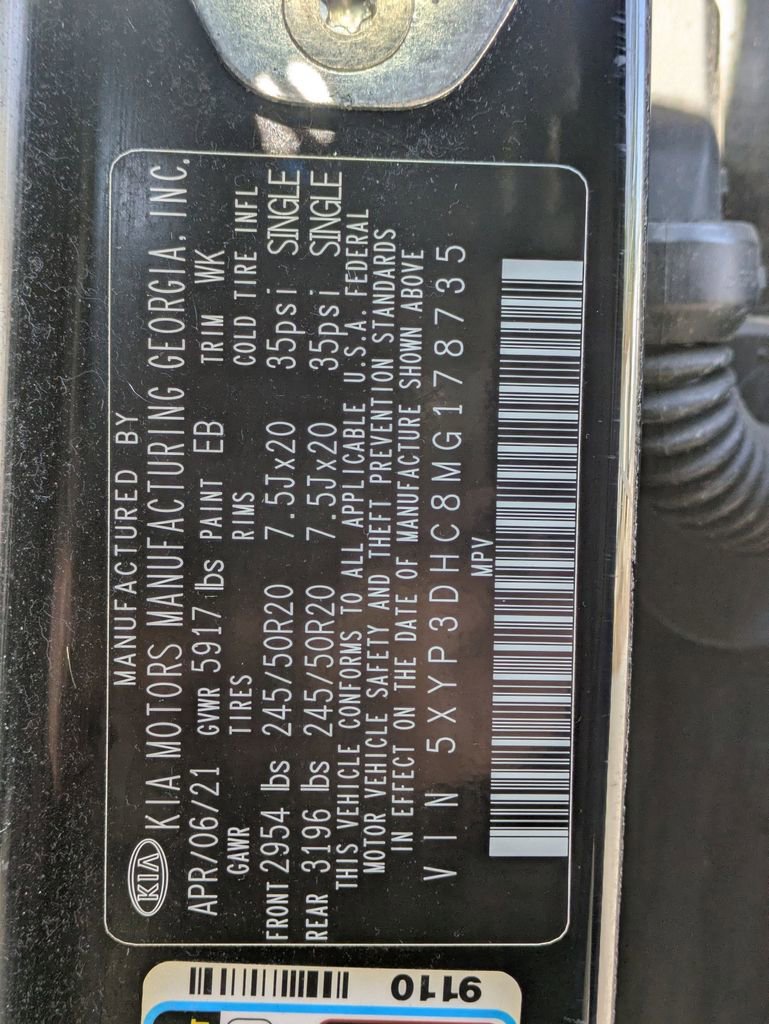 MANUFACTURED BY
KIA KIA MOTORS MANUFACTURING GEORGIA, INC.
APR/06/21 GVWR 5917 lbs PAINT EB TRIM WK
GAWR TIRES RIMS COLD TIRE INFL
FRONT 2954 lbs 245/50R20 7.5Jx20 35psi SINGLE
REAR 3196 lbs 245/50R20 7.5Jx20 35psi SINGLE
THIS VEHICLE CONFORMS TO ALL APPLICABLE U.S.A. FEDERAL
MOTOR VEHICLE SAFETY AND THEFT PREVENTION STANDARDS
IN EFFECT ON THE DATE OF MANUFACTURE SHOWN ABOVE
VIN 5XYP3DHC8MG178735
MPV
9110